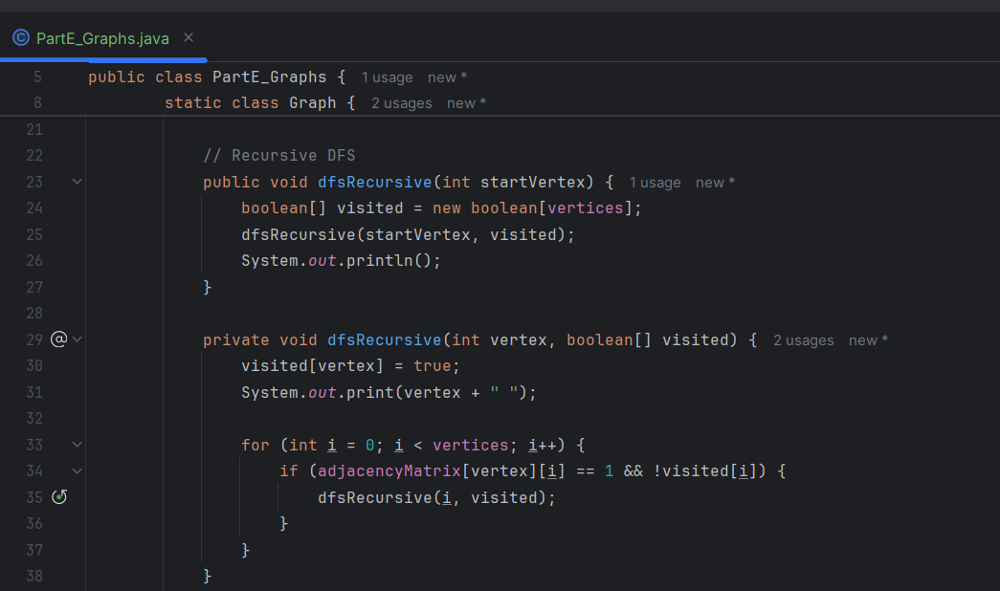 PartE_Graphs.java
5 public class PartE_Graphs { 1 usage new *
8 static class Graph { 2 usages new *
21
22 // Recursive DFS
23 public void dfsRecursive(int startVertex) { 1 usage new *
24 boolean[] visited = new boolean[vertices];
25 dfsRecursive(startVertex, visited);
26 System.out.println();
27 }
28
29 @ private void dfsRecursive(int vertex, boolean[] visited) { 2 usages new *
30 visited[vertex] = true;
31 System.out.print(vertex + " ");
32
33 for (int i = 0; i < vertices; i++) {
34 if (adjacencyMatrix[vertex][i] == 1 && !visited[i]) {
35 dfsRecursive(i, visited);
36 }
37 }
38 }